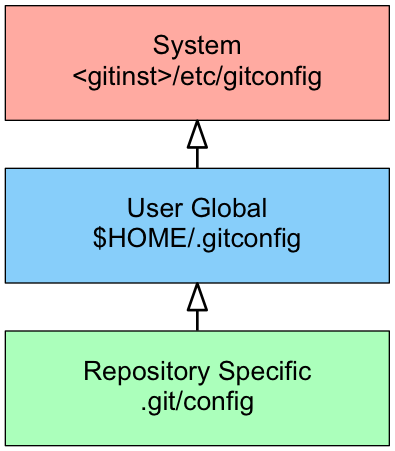 System
<gitinst>/etc/gitconfig
User Global
$HOME/.gitconfig
Repository Specific
.git/config